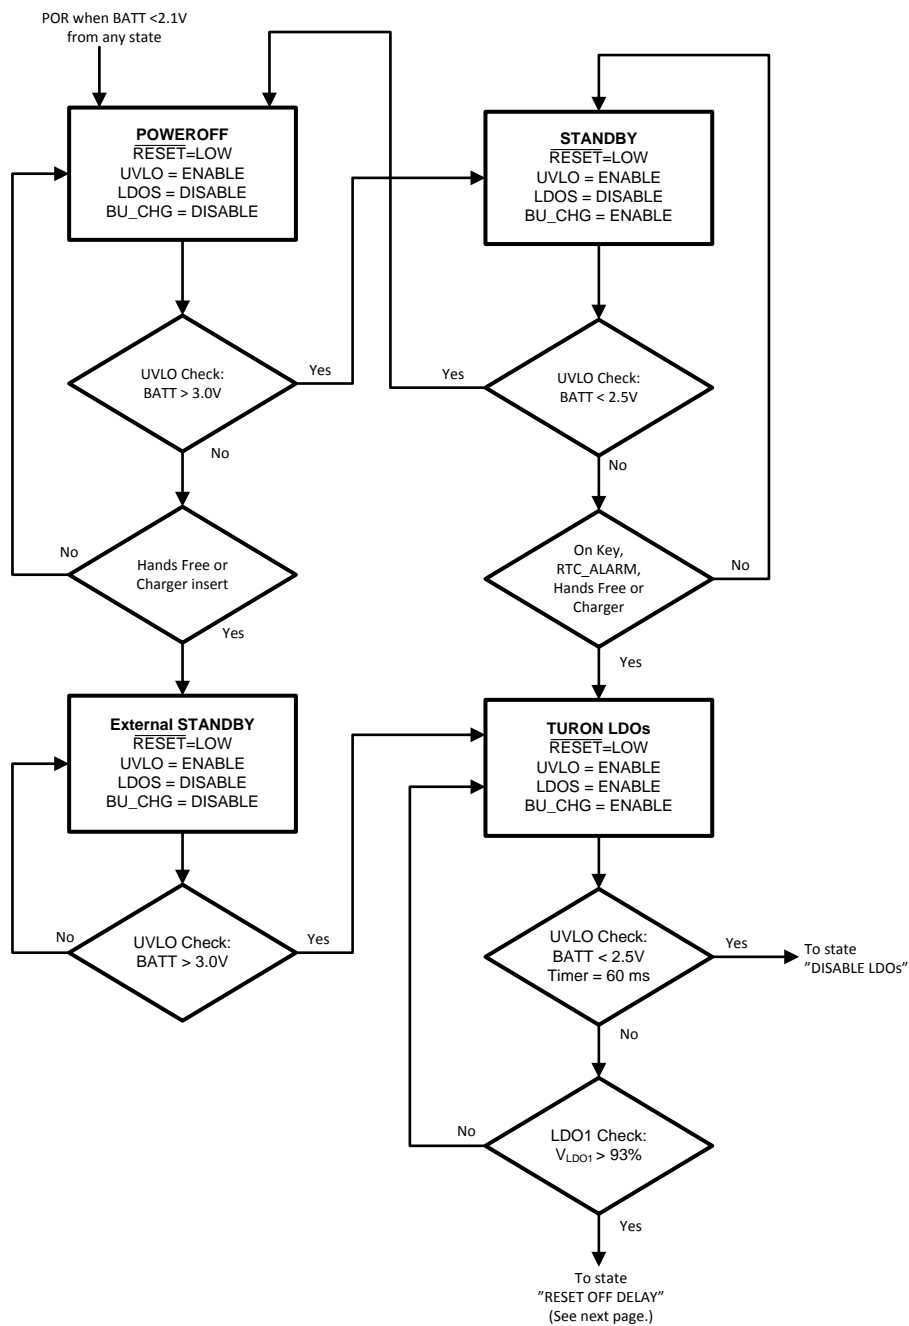 POR when BATT <2.1V
from any state
POWEROFF
RESET=LOW
UVLO = ENABLE
LDOS = DISABLE
BU_CHG = DISABLE
STANDBY
RESET=LOW
UVLO = ENABLE
LDOS = DISABLE
BU_CHG = ENABLE
UVLO Check:
BATT > 3.0V
Yes
No
UVLO Check:
BATT < 2.5V
Yes
No
Hands Free or
Charger insert
No
Yes
On Key,
RTC_ALARM,
Hands Free or
Charger
No
Yes
External STANDBY
RESET=LOW
UVLO = ENABLE
LDOS = DISABLE
BU_CHG = DISABLE
TURON LDOs
RESET=LOW
UVLO = ENABLE
LDOS = ENABLE
BU_CHG = ENABLE
UVLO Check:
BATT > 3.0V
No
Yes
UVLO Check:
BATT < 2.5V
Timer = 60 ms
Yes
To state
”DISABLE LDOs”
No
LDO1 Check:
VLDO1 > 93%
No
Yes
To state
”RESET OFF DELAY”
(See next page.)